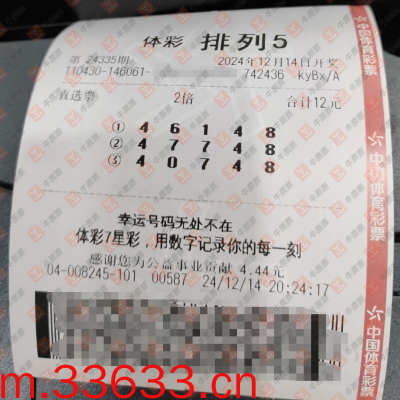 体彩 排列5
第 24335期 2024年12月14日开奖
110430-146061- 742436 kyBx/A
直选票 2倍 合计12元
① 4 6 1 4 8
② 4 7 7 4 8
③ 4 0 7 4 8
幸运号码无处不在
体彩7星彩，用数字记录你的每一刻
感谢您为公益事业贡献 4.44元
04-008245-101 00587 24/12/14 20:24:17
中国体育彩票
中国体育彩票
中国体育彩票
m.33633.cn